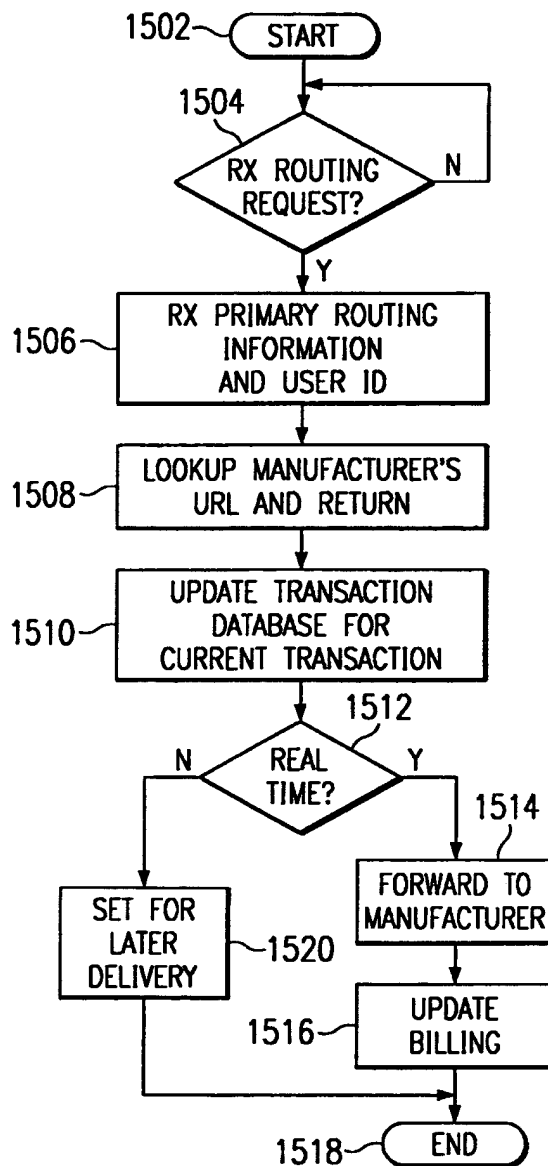 1502
START
1504
RX ROUTING
REQUEST?
N
Y
1506
RX PRIMARY ROUTING
INFORMATION
AND USER ID
1508
LOOKUP MANUFACTURER'S
URL AND RETURN
1510
UPDATE TRANSACTION
DATABASE FOR
CURRENT TRANSACTION
1512
N
REAL
TIME?
Y
1514
FORWARD TO
MANUFACTURER
SET FOR
LATER
DELIVERY
1520
1516
UPDATE
BILLING
1518
END